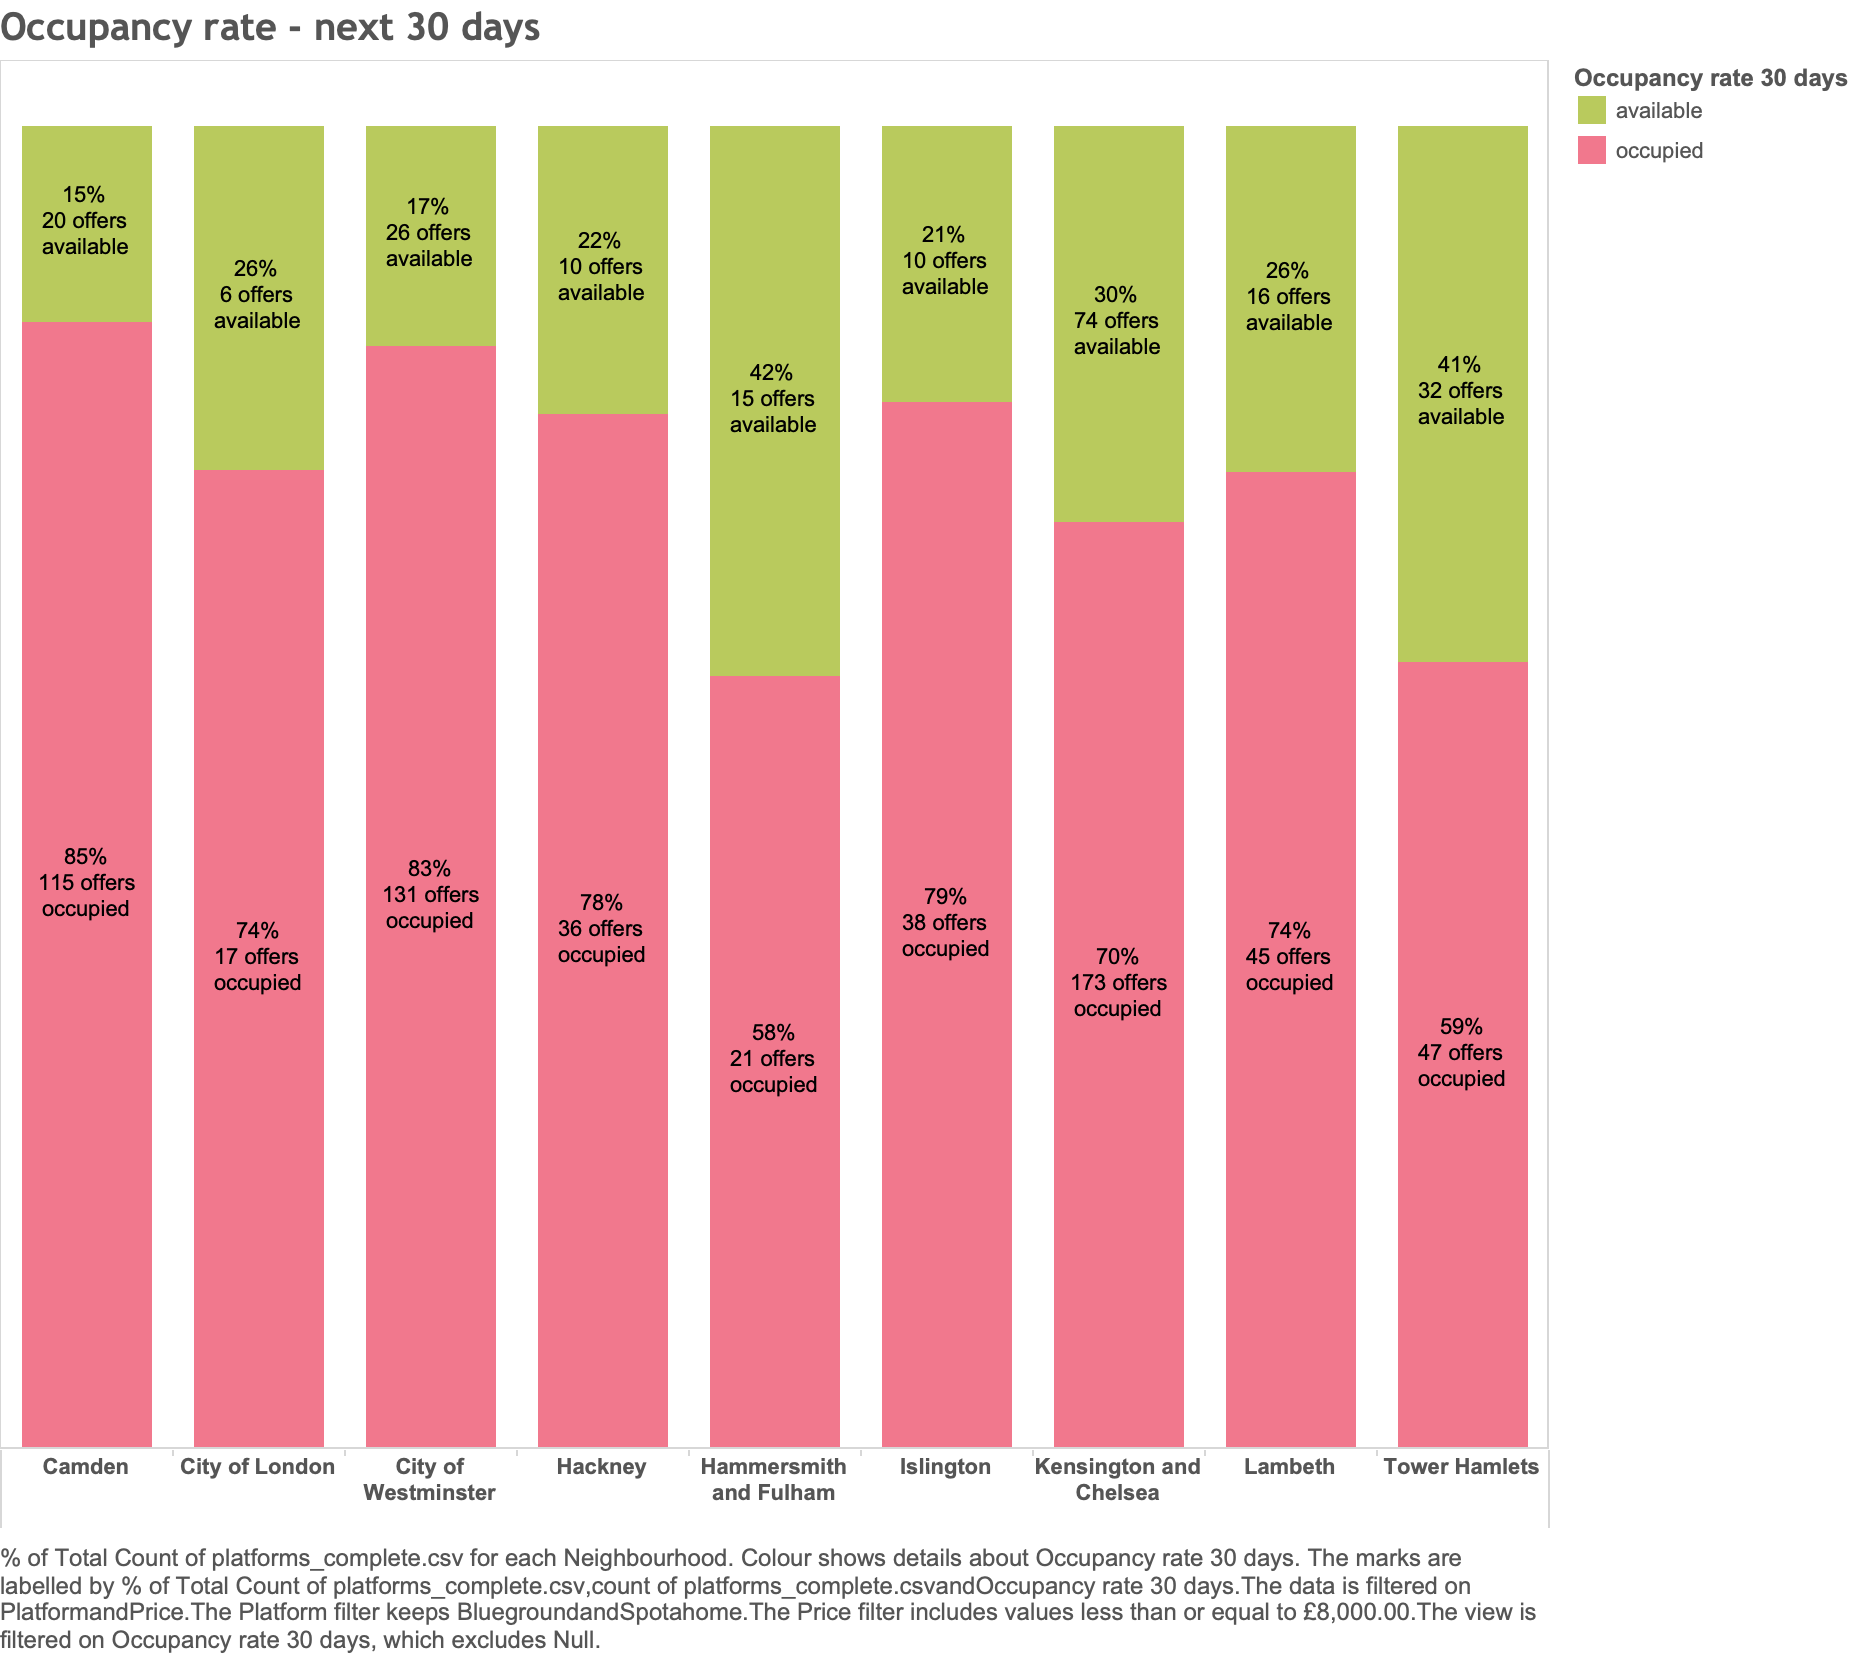 Occupancy rate - next 30 days
Occupancy rate 30 days
available
occupied
15%
20 offers
available
26%
6 offers
available
17%
26 offers
available
22%
10 offers
available
42%
15 offers
available
21%
10 offers
available
30%
74 offers
available
26%
16 offers
available
41%
32 offers
available
85%
115 offers
occupied
74%
17 offers
occupied
83%
131 offers
occupied
78%
36 offers
occupied
58%
21 offers
occupied
79%
38 offers
occupied
70%
173 offers
occupied
74%
45 offers
occupied
59%
47 offers
occupied
Camden
City of London
City of
Westminster
Hackney
Hammersmith
and Fulham
Islington
Kensington and
Chelsea
Lambeth
Tower Hamlets
% of Total Count of platforms_complete.csv for each Neighbourhood. Colour shows details about Occupancy rate 30 days. The marks are
labelled by % of Total Count of platforms_complete.csv,count of platforms_complete.csvandOccupancy rate 30 days.The data is filtered on
PlatformandPrice.The Platform filter keeps BluegroundandSpotahome.The Price filter includes values less than or equal to £8,000.00.The view is
filtered on Occupancy rate 30 days, which excludes Null.